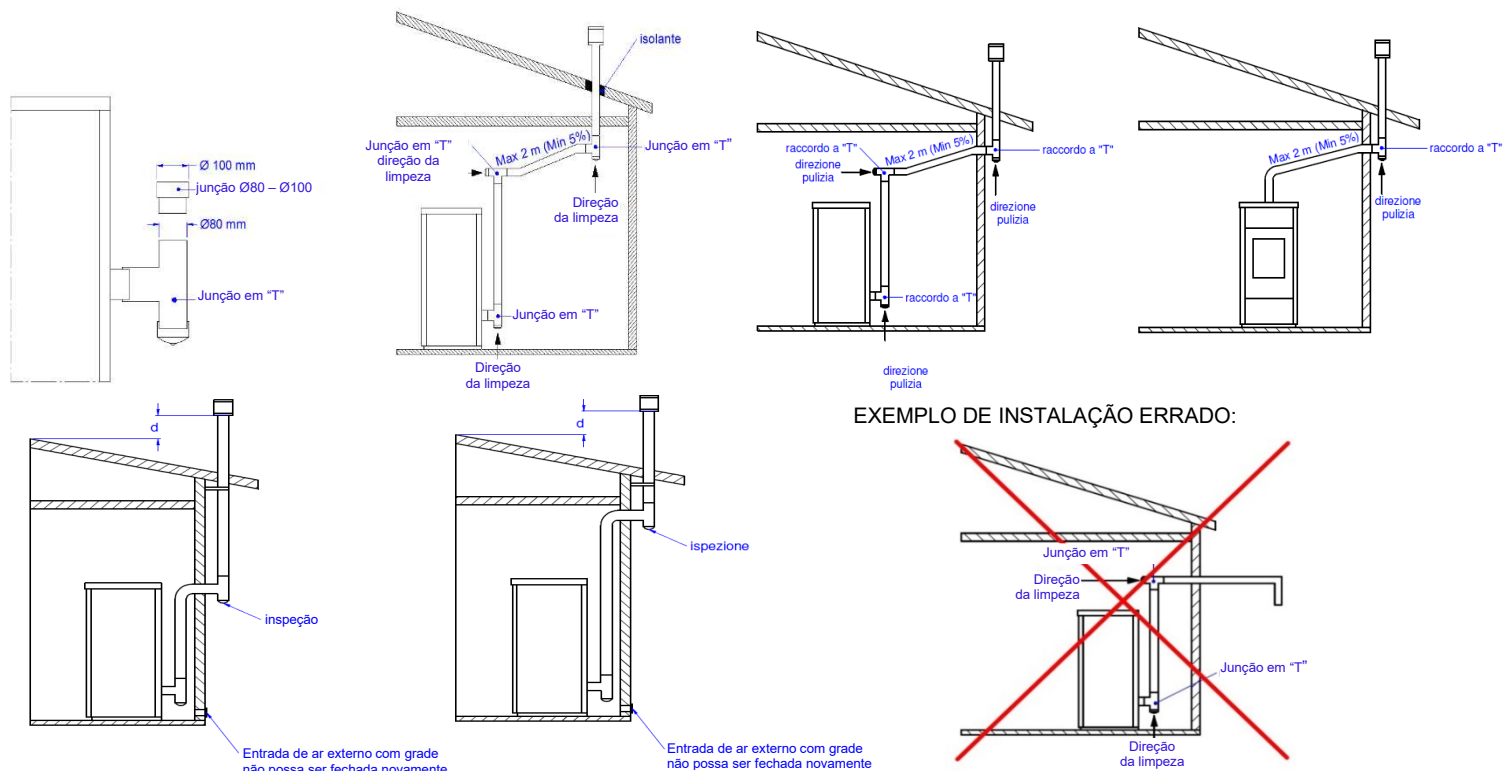 Ø 100 mm
junção Ø80 – Ø100
Ø80 mm
Junção em “T”
isolante
Junção em “T”
direção da
limpeza
Max 2 m (Min 5%)
Junção em “T”
Direção
da limpeza
Junção em “T”
Direção
da limpeza
raccordo a "T"
direzione
pulizia
Max 2 m (Min 5%)
raccordo a "T"
direzione
pulizia
raccordo a "T"
direzione
pulizia
Max 2 m (Min 5%)
raccordo a "T"
direzione
pulizia
d
inspeção
Entrada de ar externo com grade
não possa ser fechada novamente
d
ispezione
Entrada de ar externo com grade
não possa ser fechada novamente
EXEMPLO DE INSTALAÇÃO ERRADO:
Junção em “T”
Direção
da limpeza
Junção em “T”
Direção
da limpeza